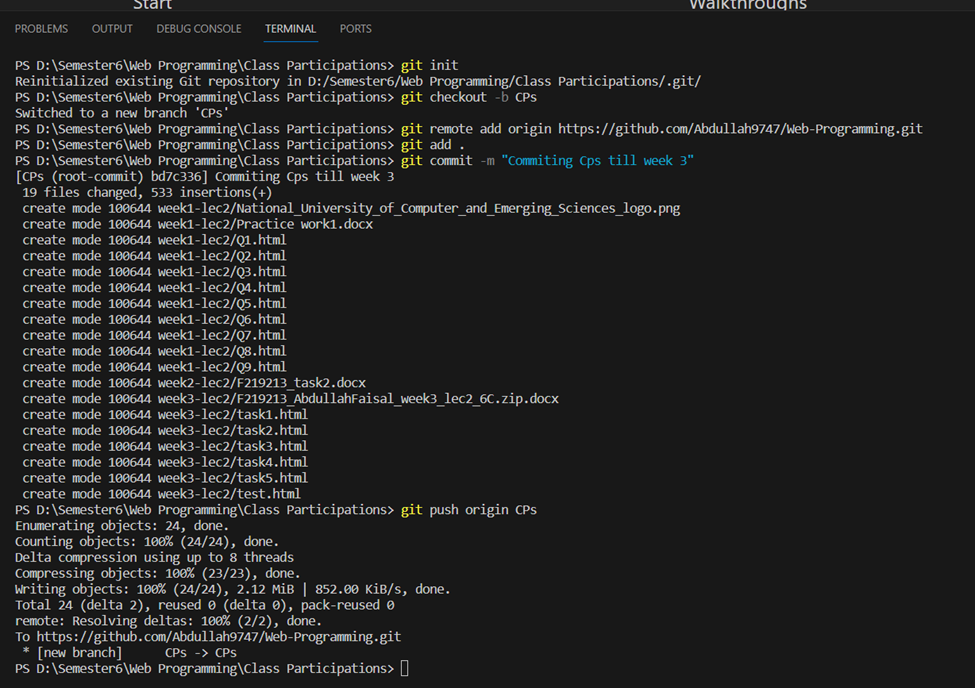 Start
Walkthroughs
PROBLEMS OUTPUT DEBUG CONSOLE TERMINAL PORTS
PS D:\Semester6\Web Programming\Class Participations> git init
Reinitialized existing Git repository in D:/Semester6/Web Programming/Class Participations/.git/
PS D:\Semester6\Web Programming\Class Participations> git checkout -b CPs
Switched to a new branch 'CPs'
PS D:\Semester6\Web Programming\Class Participations> git remote add origin https://github.com/Abdullah9747/Web-Programming.git
PS D:\Semester6\Web Programming\Class Participations> git add .
PS D:\Semester6\Web Programming\Class Participations> git commit -m "Commiting Cps till week 3"
[CPs (root-commit) bd7c336] Commiting Cps till week 3
19 files changed, 533 insertions(+)
create mode 100644 week1-lec2/National_University_of_Computer_and_Emerging_Sciences_logo.png
create mode 100644 week1-lec2/Practice work1.docx
create mode 100644 week1-lec2/Q1.html
create mode 100644 week1-lec2/Q2.html
create mode 100644 week1-lec2/Q3.html
create mode 100644 week1-lec2/Q4.html
create mode 100644 week1-lec2/Q5.html
create mode 100644 week1-lec2/Q6.html
create mode 100644 week1-lec2/Q7.html
create mode 100644 week1-lec2/Q8.html
create mode 100644 week1-lec2/Q9.html
create mode 100644 week2-lec2/F219213_task2.docx
create mode 100644 week3-lec2/F219213_AbdullahFaisal_week3_lec2_6C.zip.docx
create mode 100644 week3-lec2/task1.html
create mode 100644 week3-lec2/task2.html
create mode 100644 week3-lec2/task3.html
create mode 100644 week3-lec2/task4.html
create mode 100644 week3-lec2/task5.html
create mode 100644 week3-lec2/test.html
PS D:\Semester6\Web Programming\Class Participations> git push origin CPs
Enumerating objects: 24, done.
Counting objects: 100% (24/24), done.
Delta compression using up to 8 threads
Compressing objects: 100% (23/23), done.
Writing objects: 100% (24/24), 2.12 MiB | 852.00 KiB/s, done.
Total 24 (delta 2), reused 0 (delta 0), pack-reused 0
remote: Resolving deltas: 100% (2/2), done.
To https://github.com/Abdullah9747/Web-Programming.git
* [new branch] CPs -> CPs
PS D:\Semester6\Web Programming\Class Participations>